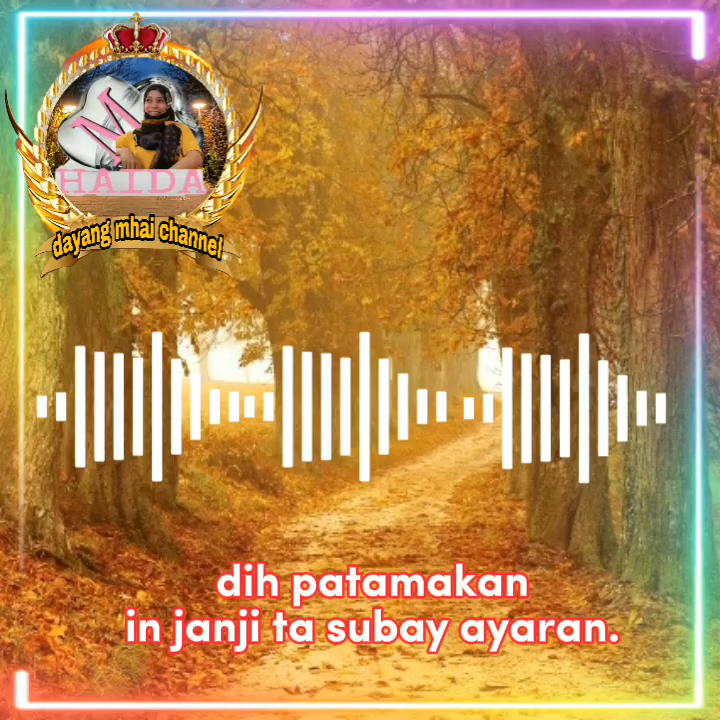 M
HAIDA
dayang mhai channel
dih patamakan
in janji ta subay ayaran.